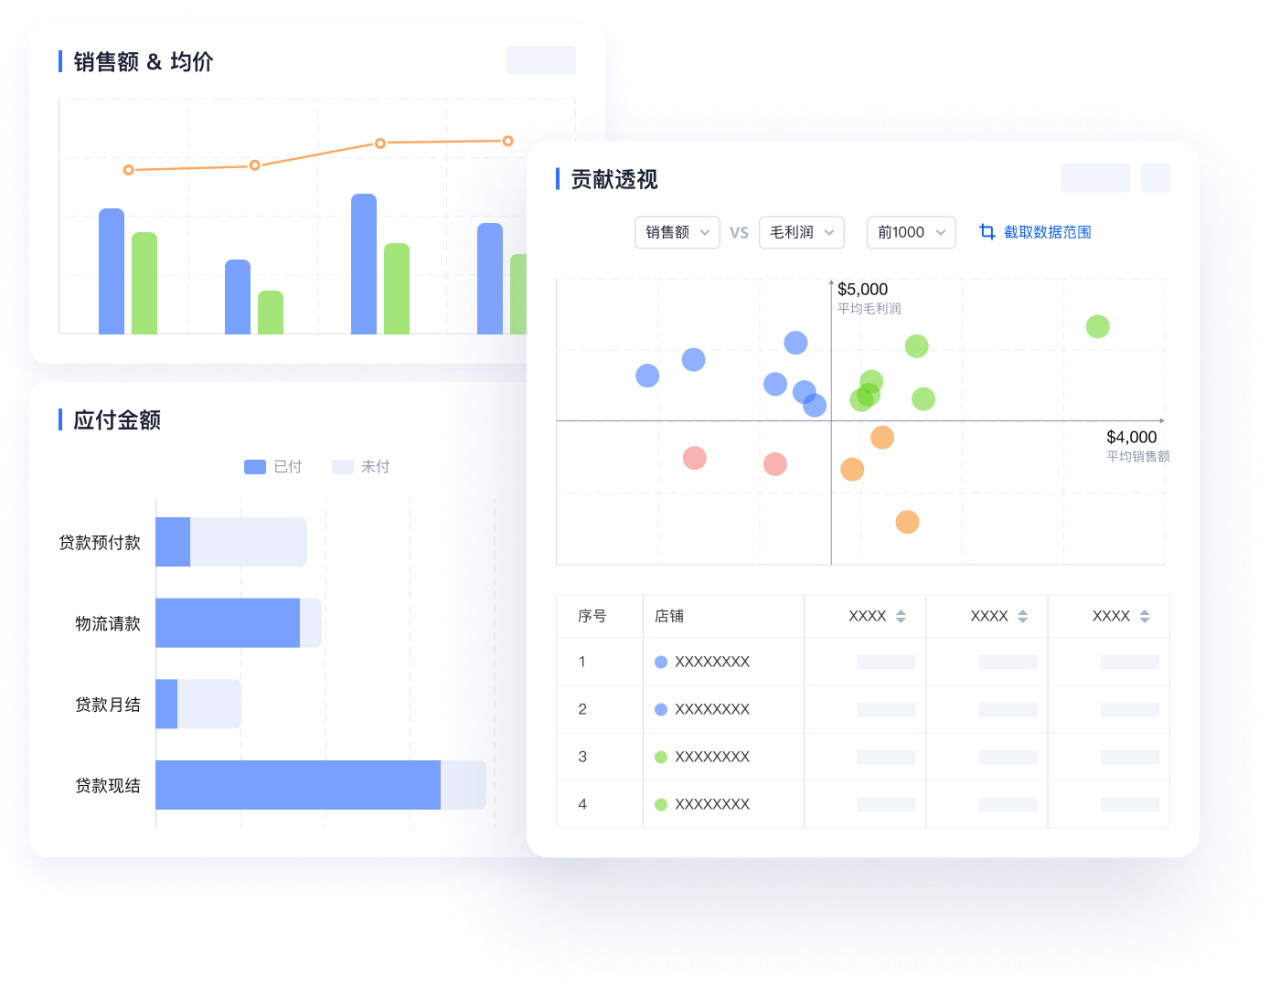 销售额 & 均价
应付金额
已付 未付
贷款预付款
物流请款
贷款月结
贷款现结
贡献透视
销售额 VS 毛利润 前1000 截取数据范围
$5,000
平均毛利润
$4,000
平均销售额
序号 店铺 XXXX XXXX XXXX
1 XXXXXXXX
2 XXXXXXXX
3 XXXXXXXX
4 XXXXXXXX